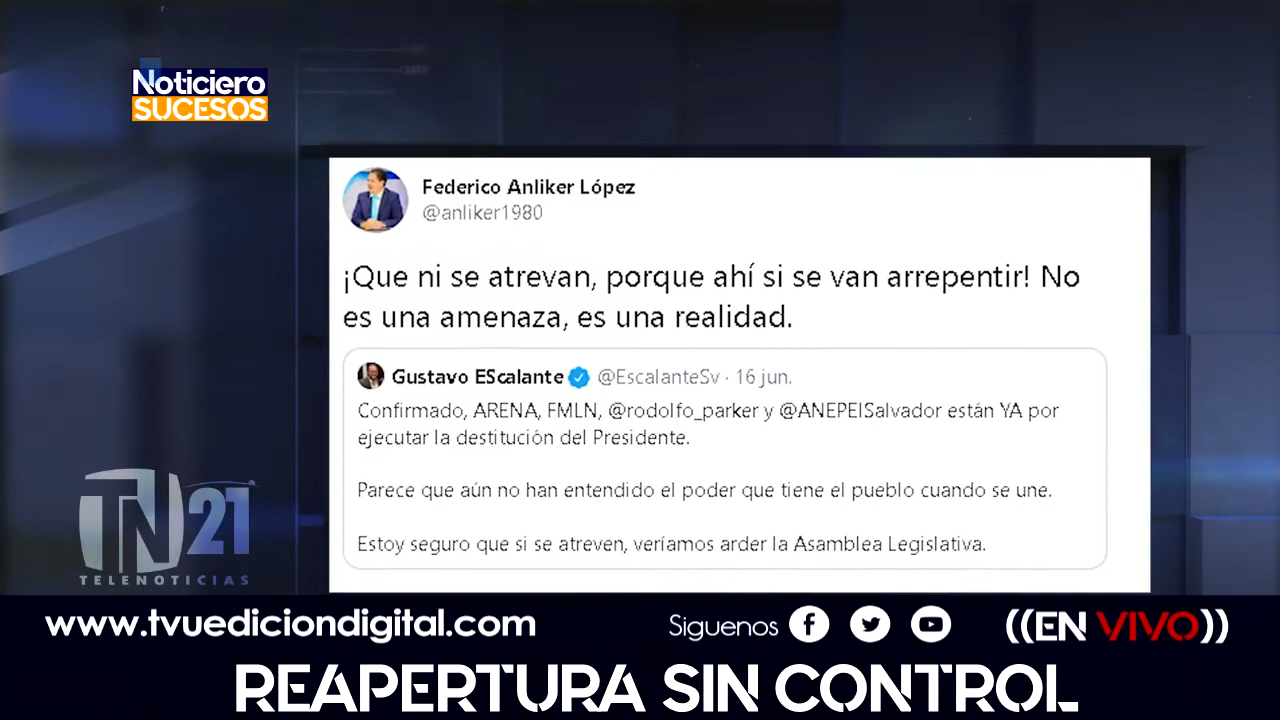 Noticiero
SUCESOS
Federico Anliker López
@anliker1980
¡Que ni se atrevan, porque ahí si se van arrepentir! No
es una amenaza, es una realidad.
Gustavo EScalante @EscalanteSv · 16 jun.
Confirmado, ARENA, FMLN, @rodolfo_parker y @ANEPElSalvador están YA por
ejecutar la destitución del Presidente.
Parece que aún no han entendido el poder que tiene el pueblo cuando se une.
Estoy seguro que si se atreven, veríamos arder la Asamblea Legislativa.
TN21
TELENOTICIAS
www.tvuediciondigital.com
Siguenos
((EN VIVO))
REAPERTURA SIN CONTROL